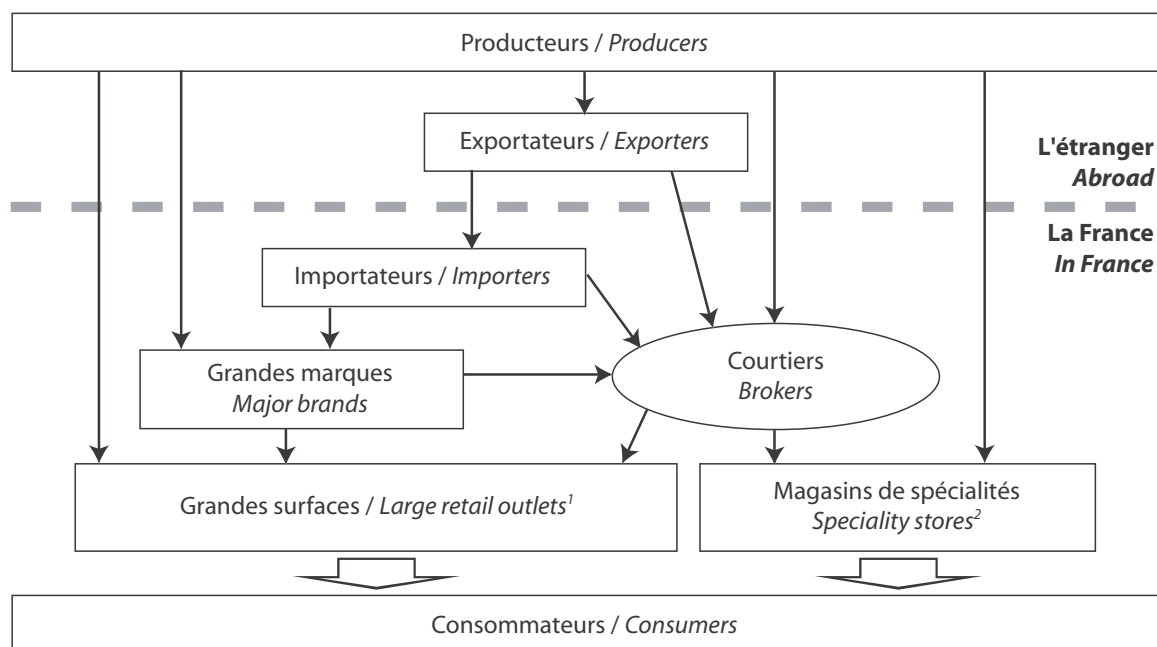 Producteurs / Producers
Exportateurs / Exporters
L'étranger
Abroad
La France
In France
Importateurs / Importers
Grandes marques
Major brands
Courtiers
Brokers
Grandes surfaces / Large retail outlets¹
Magasins de spécialités
Speciality stores²
Consommateurs / Consumers